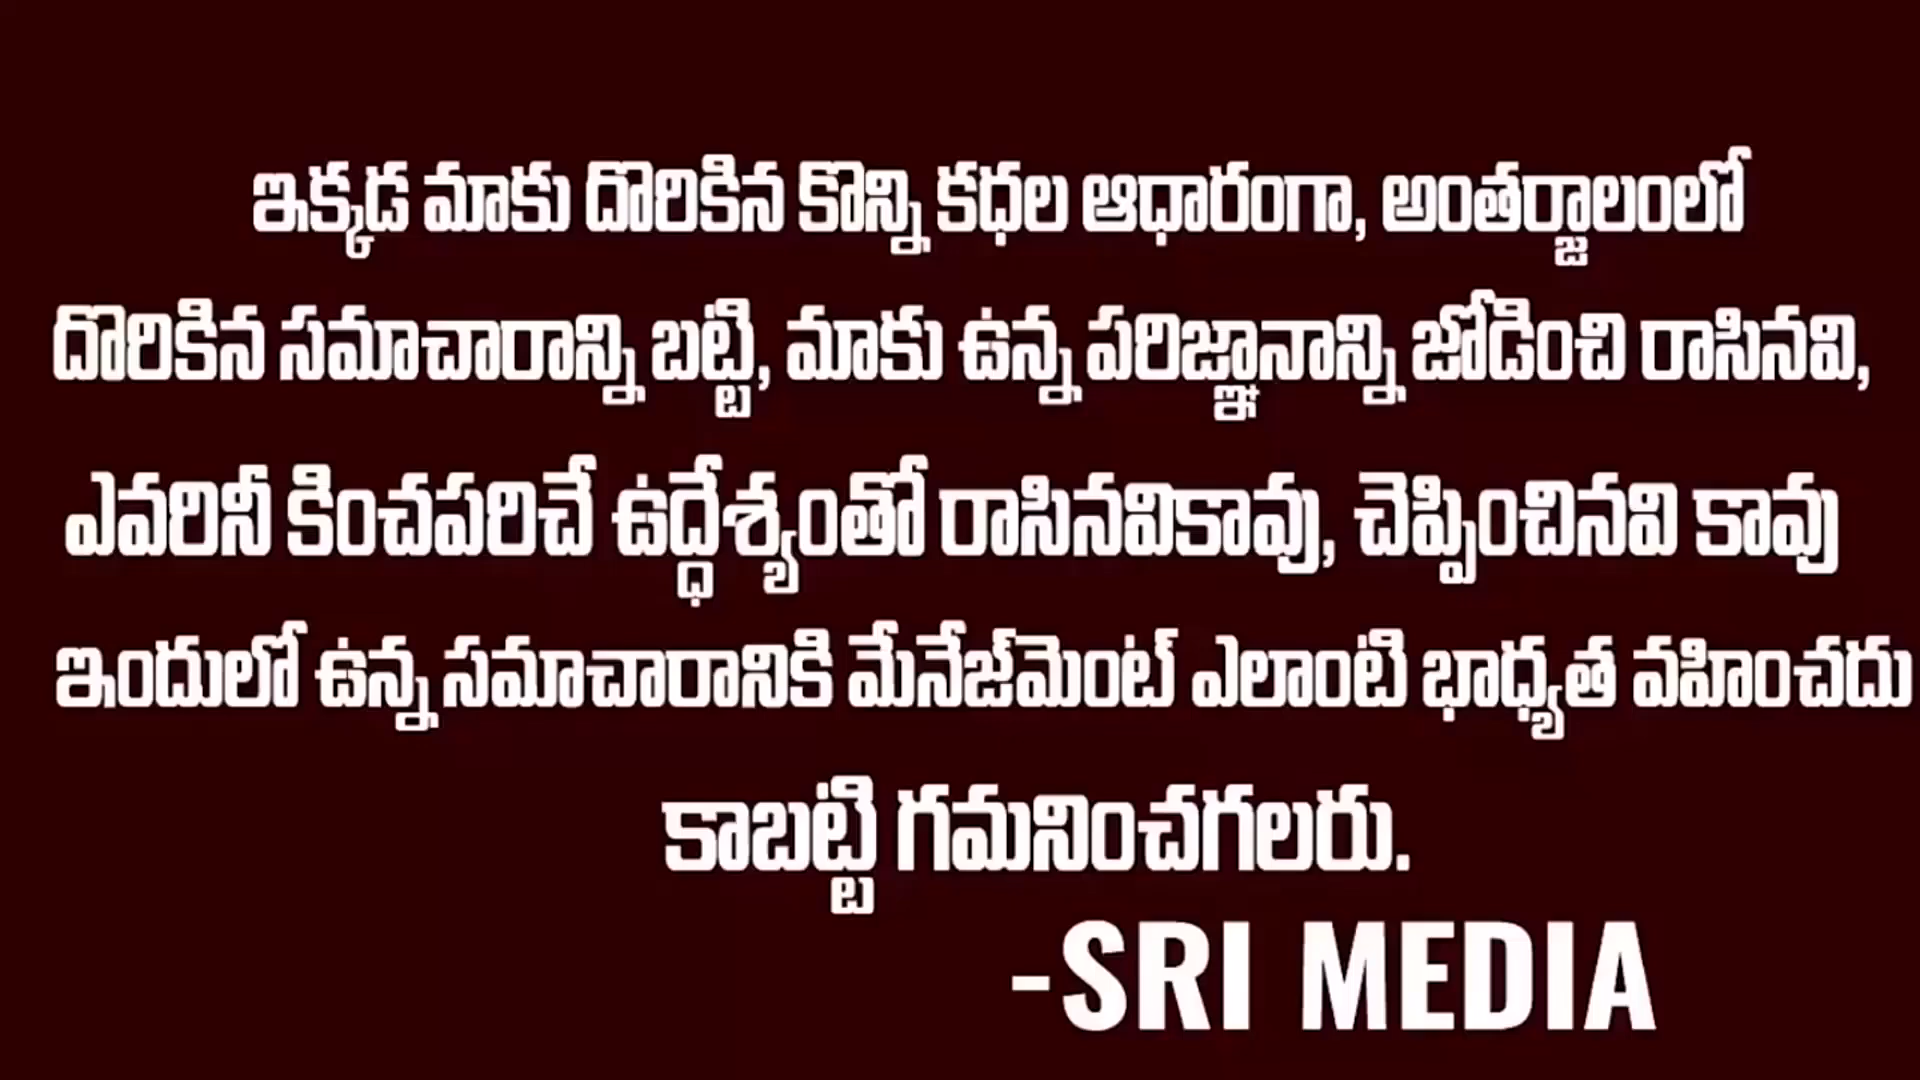 ఇక్కడ మాకు దొరికిన కొన్ని కధల ఆధారంగా, అంతర్జాలంలో
దొరికిన సమాచారాన్ని బట్టి, మాకు ఉన్న పరిజ్ఞానాన్ని జోడించి రాసినవి,
ఎవరినీ కించపరిచే ఉద్ధేశ్యంతో రాసినవికావు, చెప్పించినవి కావు
ఇందులో ఉన్న సమాచారానికి మేనేజ్‌మెంట్ ఎలాంటి భాధ్యత వహించదు
కాబట్టి గమనించగలరు.
-SRI MEDIA